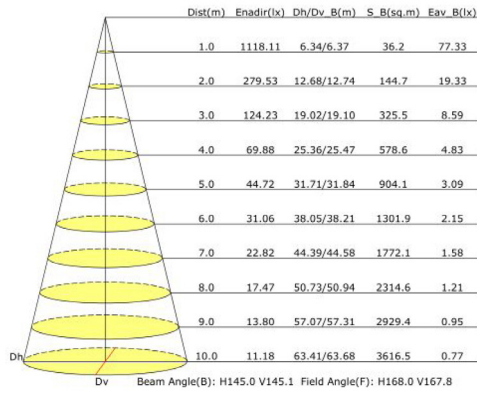 Dist(m) Enadir(lx) Dh/Dv_B(m) S_B(sq.m) Eav_B(lx)
1.0 1118.11 6.34/6.37 36.2 77.33
2.0 279.53 12.68/12.74 144.7 19.33
3.0 124.23 19.02/19.10 325.5 8.59
4.0 69.88 25.36/25.47 578.6 4.83
5.0 44.72 31.71/31.84 904.1 3.09
6.0 31.06 38.05/38.21 1301.9 2.15
7.0 22.82 44.39/44.58 1772.1 1.58
8.0 17.47 50.73/50.94 2314.6 1.21
9.0 13.80 57.07/57.31 2929.4 0.95
Dh 10.0 11.18 63.41/63.68 3616.5 0.77
Dv Beam Angle(B): H145.0 V145.1 Field Angle(F): H168.0 V167.8